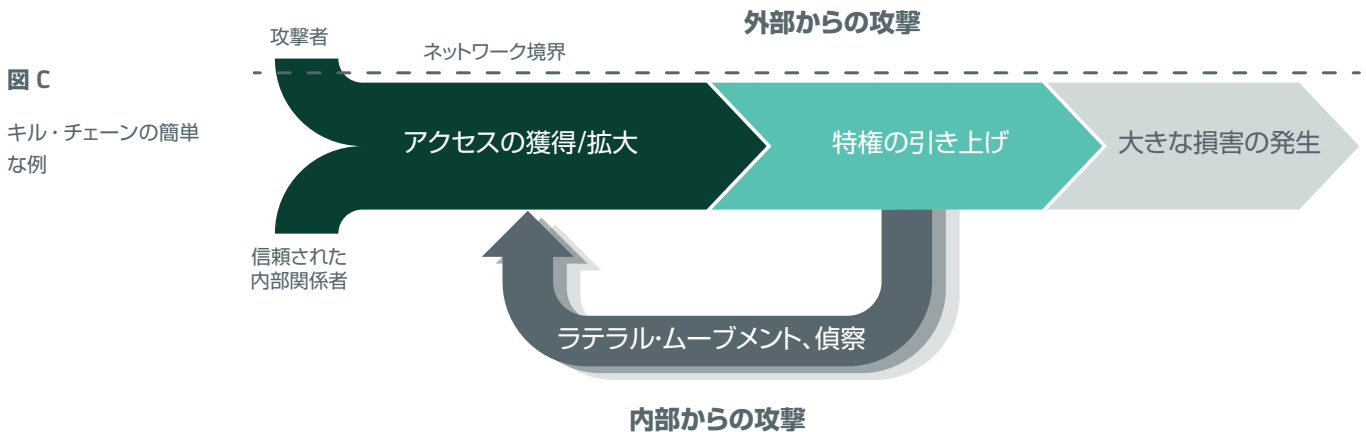 外部からの攻撃
攻撃者
ネットワーク境界
図 C
キル・チェーンの簡単
な例
アクセスの獲得/拡大
特権の引き上げ
大きな損害の発生
信頼された
内部関係者
ラテラル・ムーブメント、偵察
内部からの攻撃